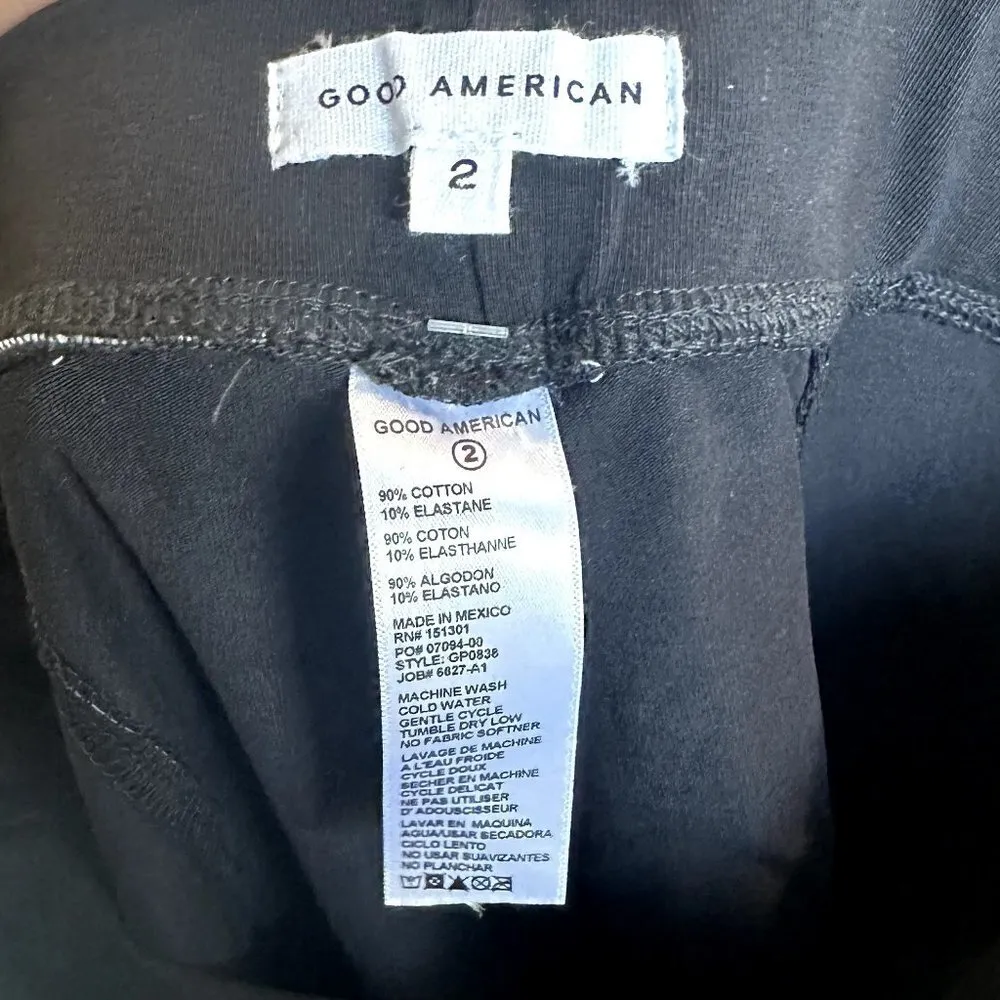 GOOD AMERICAN
2
GOOD AMERICAN
2
90% COTTON
10% ELASTANE
90% COTON
10% ELASTHANNE
90% ALGODON
10% ELASTANO
MADE IN MEXICO
RN# 151301
PO# 07094-00
STYLE: GP0838
JOB# 6627-A1
MACHINE WASH
COLD WATER
GENTLE CYCLE
TUMBLE DRY LOW
NO FABRIC SOFTNER
LAVAGE DE MACHINE
A L'EAU FROIDE
CYCLE DOUX
SECHER EN MACHINE
CYCLE DELICAT
NE PAS UTILISER
D'ADOUSCISSEUR
LAVAR EN MAQUINA
AGUA/USAR SECADORA
CICLO LENTO
NO USAR SUAVIZANTES
NO PLANCHAR